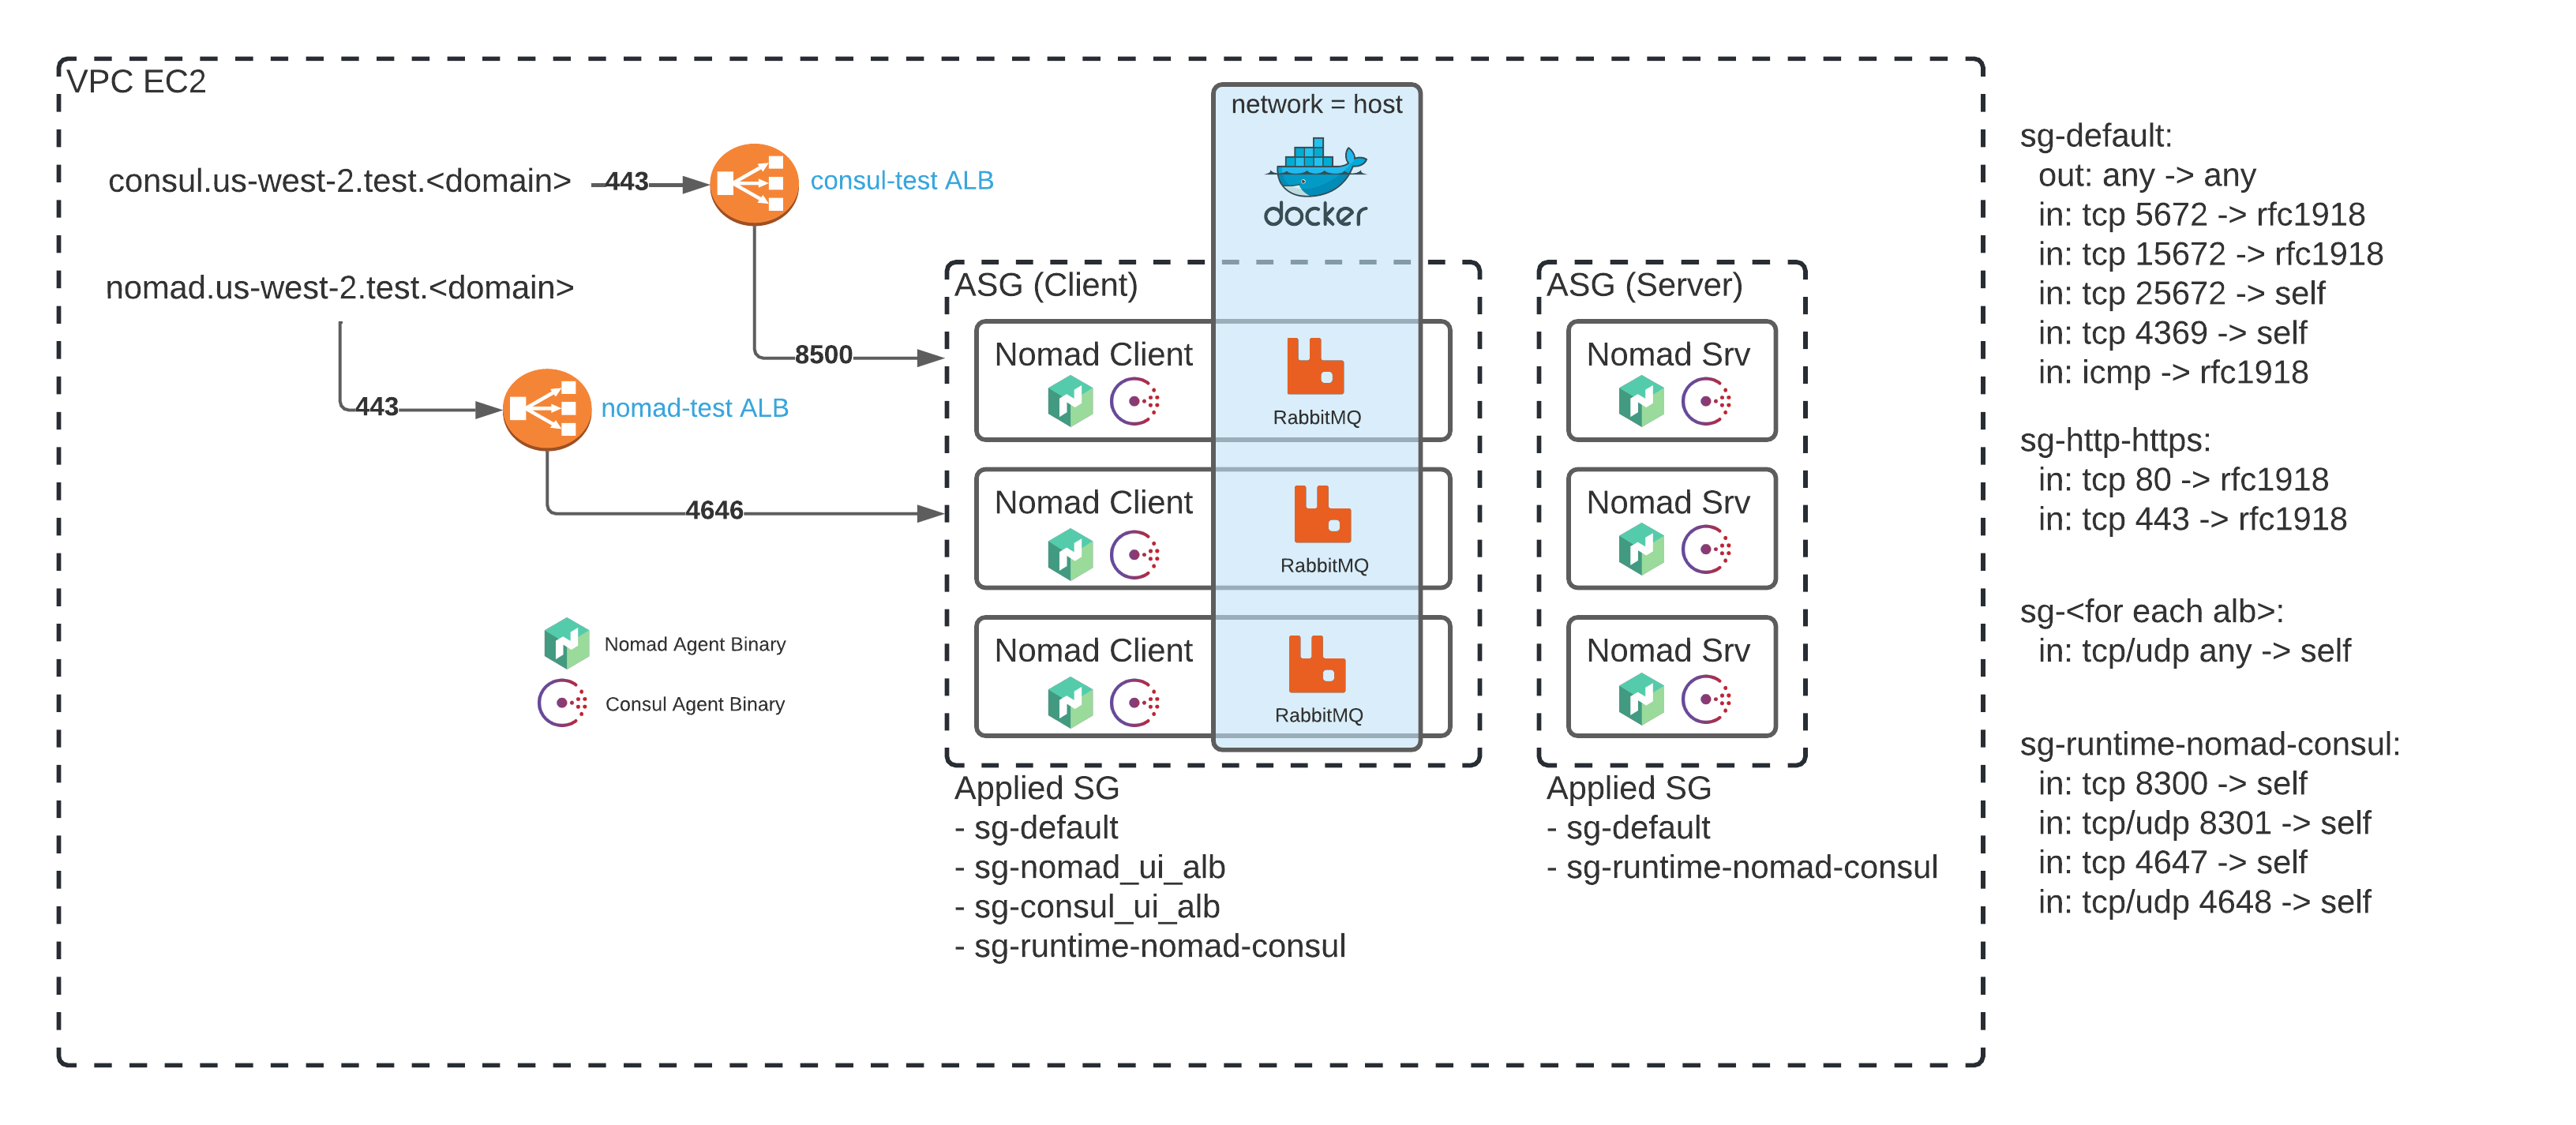 VPC EC2
network = host
docker
consul.us-west-2.test.<domain>
443
consul-test ALB
nomad.us-west-2.test.<domain>
443
nomad-test ALB
8500
4646
ASG (Client)
Nomad Client
RabbitMQ
Nomad Client
RabbitMQ
Nomad Client
RabbitMQ
ASG (Server)
Nomad Srv
Nomad Srv
Nomad Srv
Nomad Agent Binary
Consul Agent Binary
Applied SG
- sg-default
- sg-nomad_ui_alb
- sg-consul_ui_alb
- sg-runtime-nomad-consul
Applied SG
- sg-default
- sg-runtime-nomad-consul
sg-default:
out: any -> any
in: tcp 5672 -> rfc1918
in: tcp 15672 -> rfc1918
in: tcp 25672 -> self
in: tcp 4369 -> self
in: icmp -> rfc1918
sg-http-https:
in: tcp 80 -> rfc1918
in: tcp 443 -> rfc1918
sg-<for each alb>:
in: tcp/udp any -> self
sg-runtime-nomad-consul:
in: tcp 8300 -> self
in: tcp/udp 8301 -> self
in: tcp 4647 -> self
in: tcp/udp 4648 -> self